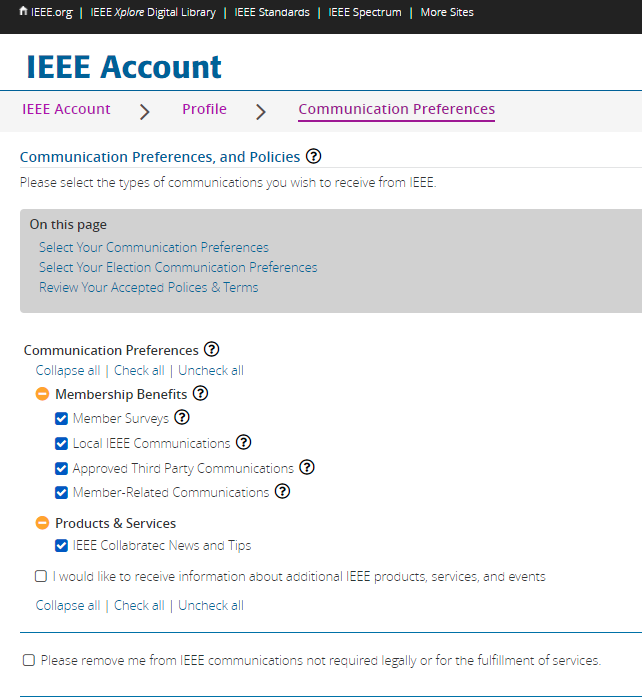 IEEE.org | IEEE Xplore Digital Library | IEEE Standards | IEEE Spectrum | More Sites
IEEE Account
IEEE Account > Profile > Communication Preferences
Communication Preferences, and Policies ?
Please select the types of communications you wish to receive from IEEE.
On this page
Select Your Communication Preferences
Select Your Election Communication Preferences
Review Your Accepted Polices & Terms
Communication Preferences ?
Collapse all | Check all | Uncheck all
Membership Benefits ?
Member Surveys ?
Local IEEE Communications ?
Approved Third Party Communications ?
Member-Related Communications ?
Products & Services
IEEE Collabratec News and Tips
I would like to receive information about additional IEEE products, services, and events
Collapse all | Check all | Uncheck all
Please remove me from IEEE communications not required legally or for the fulfillment of services.